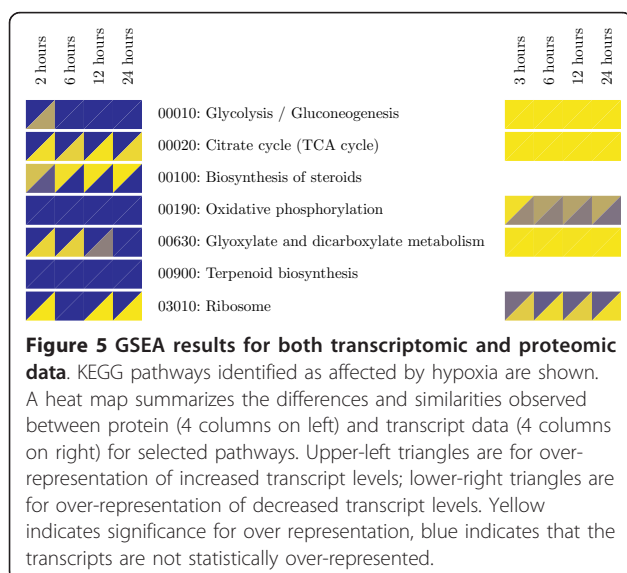 2 hours
6 hours
12 hours
24 hours
3 hours
6 hours
12 hours
24 hours
00010: Glycolysis / Gluconeogenesis
00020: Citrate cycle (TCA cycle)
00100: Biosynthesis of steroids
00190: Oxidative phosphorylation
00630: Glyoxylate and dicarboxylate metabolism
00900: Terpenoid biosynthesis
03010: Ribosome
Figure 5 GSEA results for both transcriptomic and proteomic
data. KEGG pathways identified as affected by hypoxia are shown.
A heat map summarizes the differences and similarities observed
between protein (4 columns on left) and transcript data (4 columns
on right) for selected pathways. Upper-left triangles are for over-
representation of increased transcript levels; lower-right triangles are
for over-representation of decreased transcript levels. Yellow
indicates significance for over representation, blue indicates that the
transcripts are not statistically over-represented.